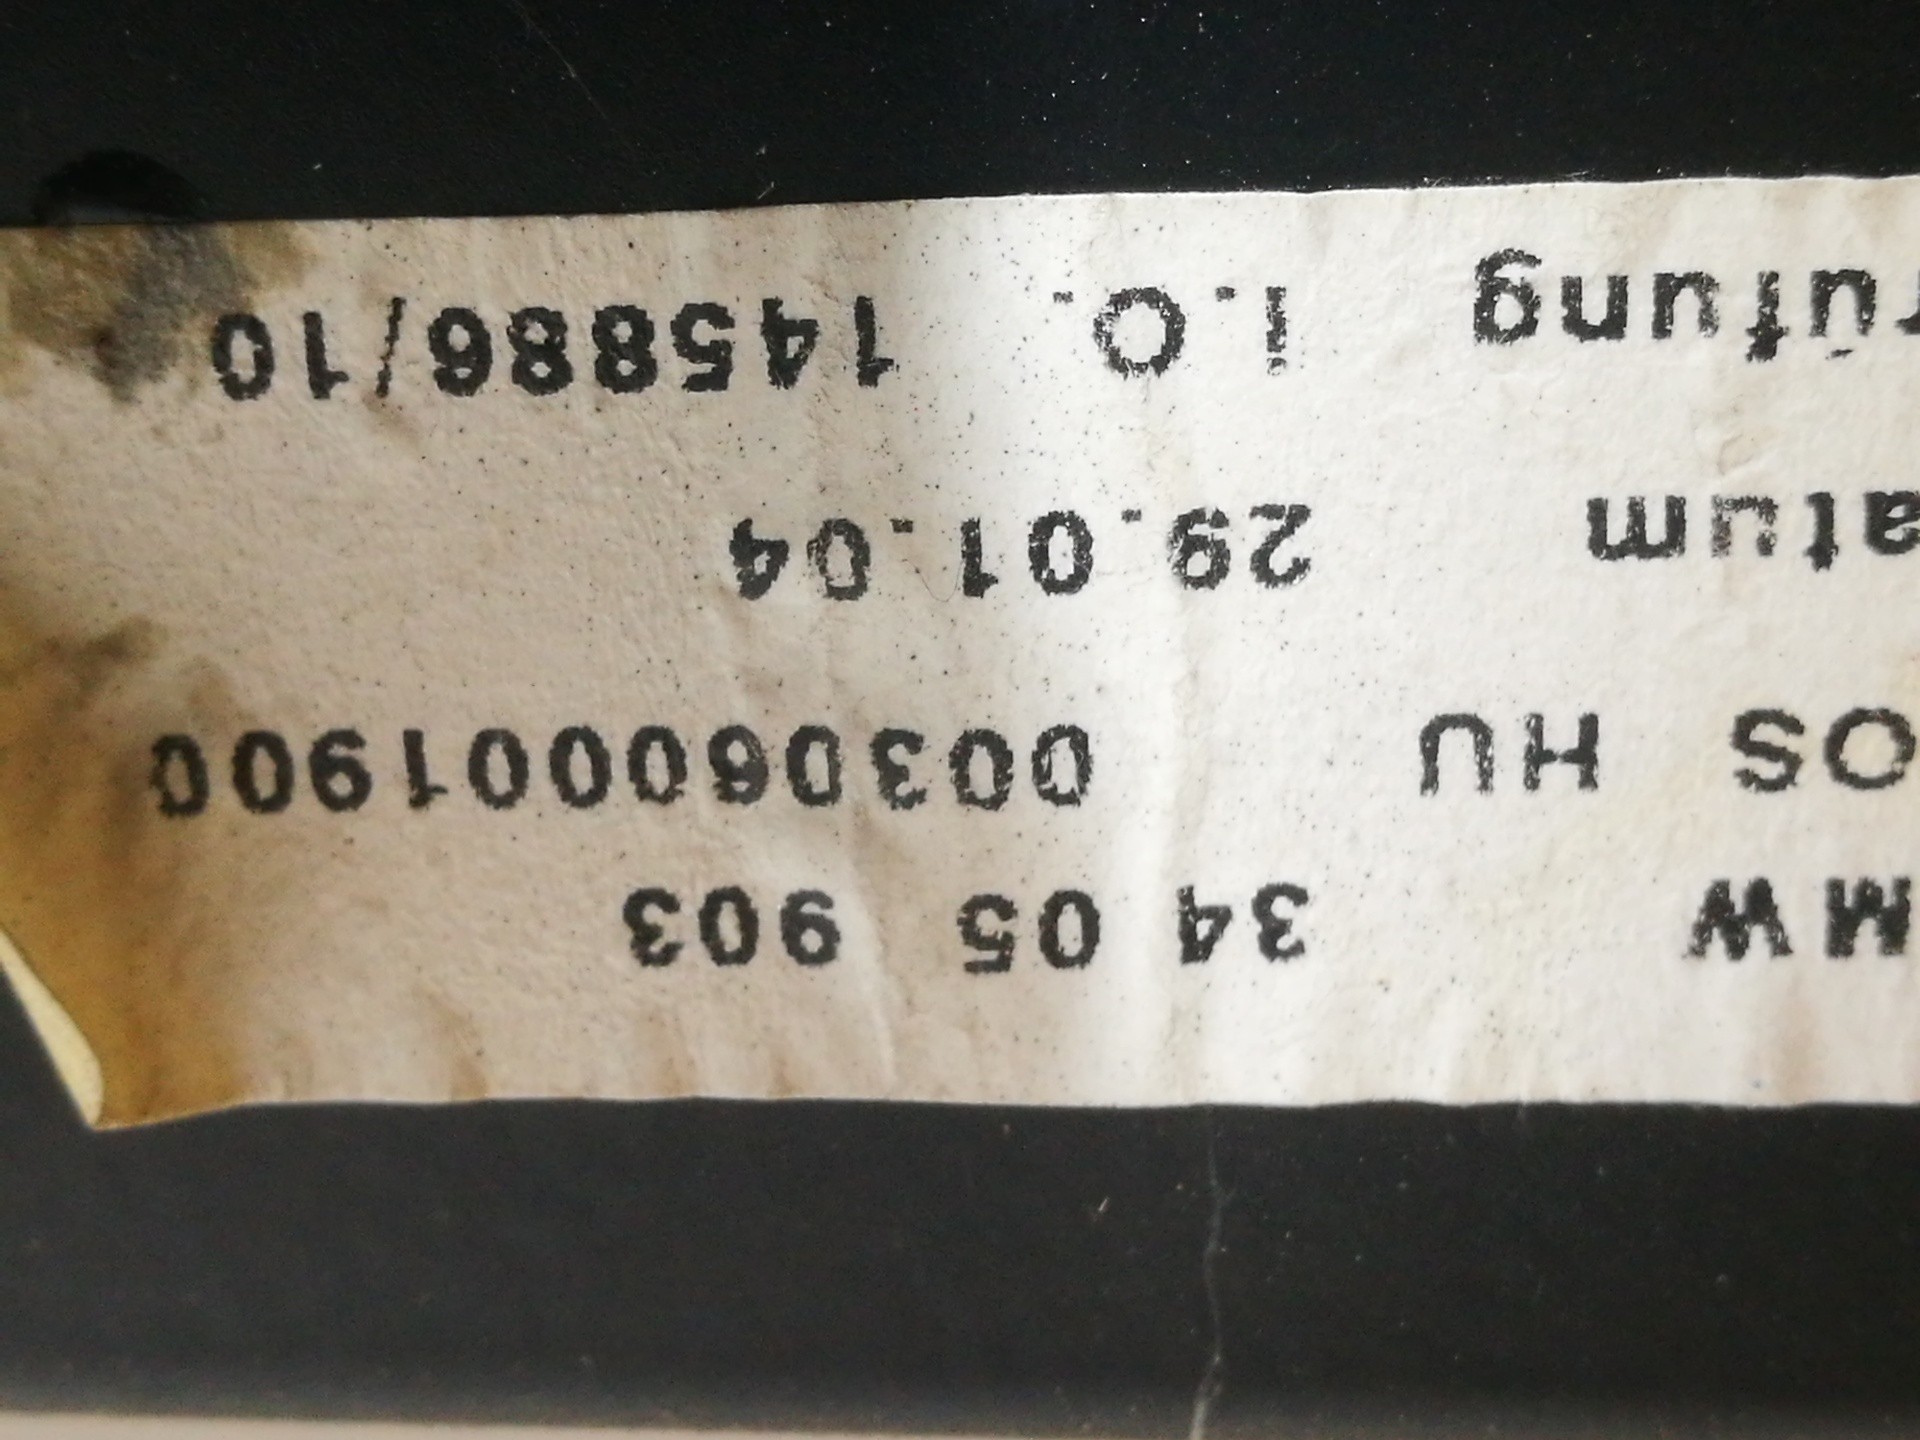 MW 34 05 903
OS HU 003060001900
atum 29.01.04
rüfung i.O. 145886/10